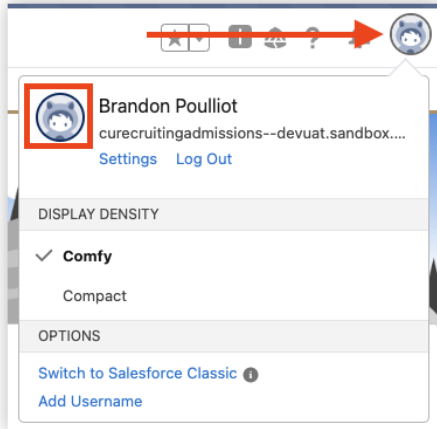 Brandon Poulliot
curecruitingadmissions--devuat.sandbox....
Settings Log Out
DISPLAY DENSITY
Comfy
Compact
OPTIONS
Switch to Salesforce Classic
Add Username